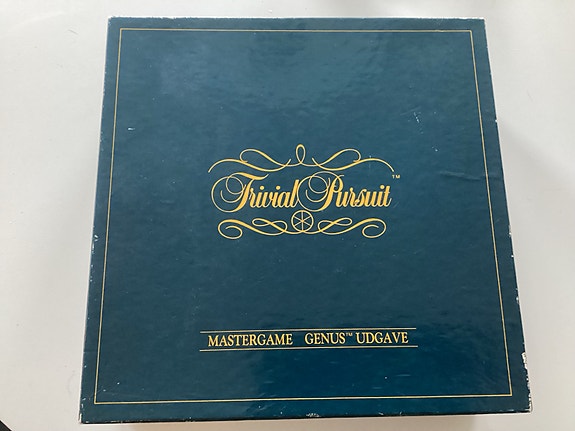 Trivial Pursuit™
MASTERGAME GENUS™ UDGAVE